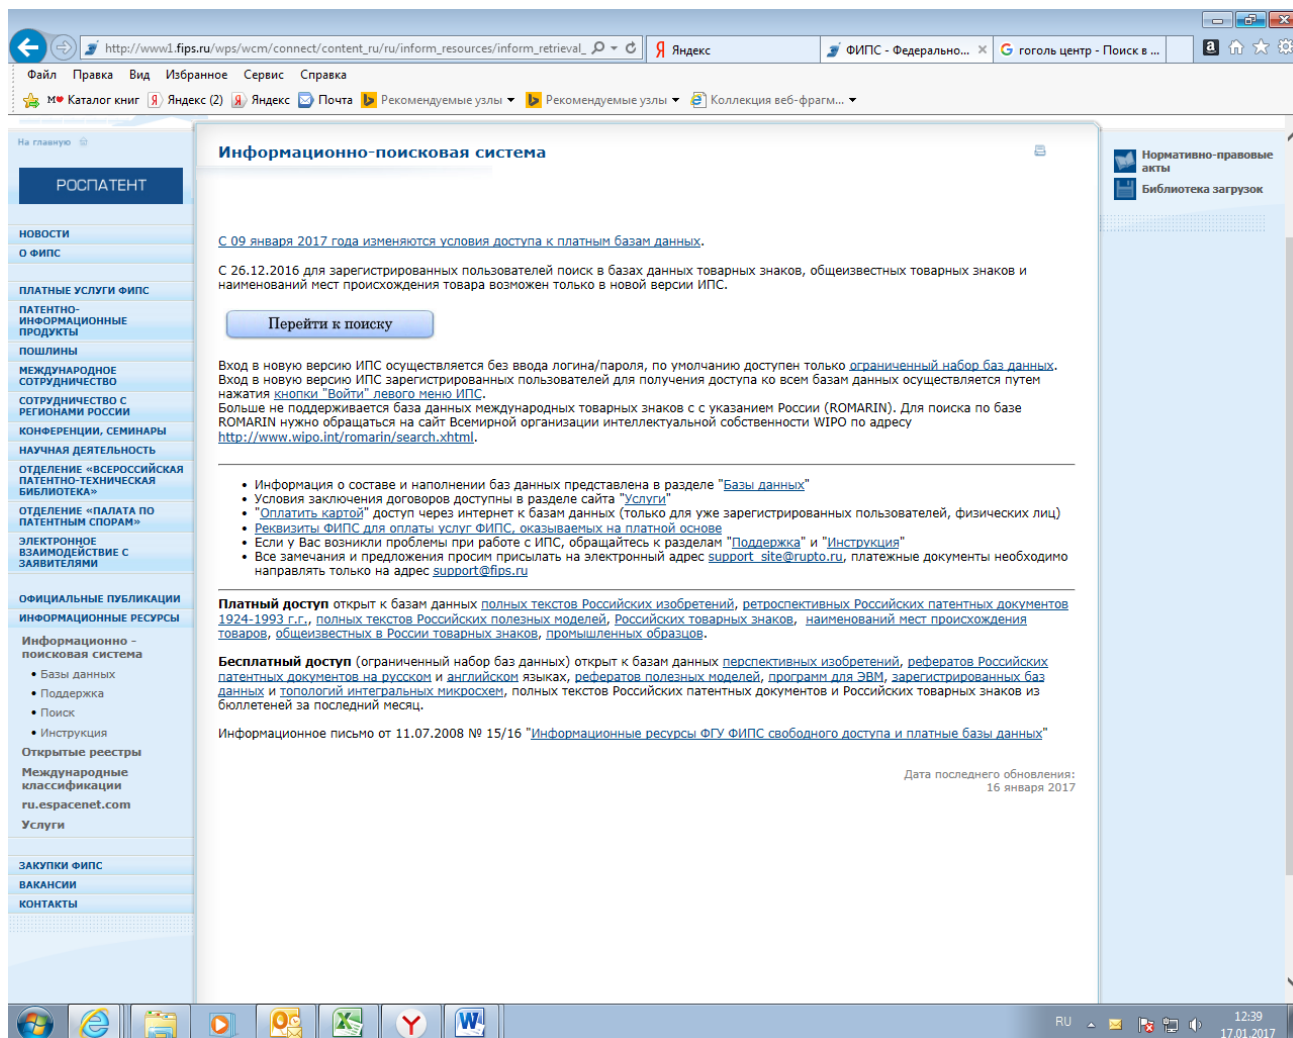 http://www1.fips.ru/wps/wcm/connect/content_ru/ru/inform_resources/inform_retrieval_
Яндекс
ФИПС - Федерально...
гоголь центр - Поиск в ...
Файл Правка Вид Избранное Сервис Справка
Каталог книг Яндекс (2) Яндекс Почта Рекомендуемые узлы Рекомендуемые узлы Коллекция веб-фрагм...
На главную
РОСПАТЕНТ
НОВОСТИ
О ФИПС
ПЛАТНЫЕ УСЛУГИ ФИПС
ПАТЕНТНО-
ИНФОРМАЦИОННЫЕ
ПРОДУКТЫ
ПОШЛИНЫ
МЕЖДУНАРОДНОЕ
СОТРУДНИЧЕСТВО
СОТРУДНИЧЕСТВО С
РЕГИОНАМИ РОССИИ
КОНФЕРЕНЦИИ, СЕМИНАРЫ
НАУЧНАЯ ДЕЯТЕЛЬНОСТЬ
ОТДЕЛЕНИЕ «ВСЕРОССИЙСКАЯ
ПАТЕНТНО-ТЕХНИЧЕСКАЯ
БИБЛИОТЕКА»
ОТДЕЛЕНИЕ «ПАЛАТА ПО
ПАТЕНТНЫМ СПОРАМ»
ЭЛЕКТРОННОЕ
ВЗАИМОДЕЙСТВИЕ С
ЗАЯВИТЕЛЯМИ
ОФИЦИАЛЬНЫЕ ПУБЛИКАЦИИ
ИНФОРМАЦИОННЫЕ РЕСУРСЫ
Информационно -
поисковая система
• Базы данных
• Поддержка
• Поиск
• Инструкция
Открытые реестры
Международные
классификации
ru.espacenet.com
Услуги
ЗАКУПКИ ФИПС
ВАКАНСИИ
КОНТАКТЫ
Информационно-поисковая система
С 09 января 2017 года изменяются условия доступа к платным базам данных.
С 26.12.2016 для зарегистрированных пользователей поиск в базах данных товарных знаков, общеизвестных товарных знаков и
наименований мест происхождения товара возможен только в новой версии ИПС.
Перейти к поиску
Вход в новую версию ИПС осуществляется без ввода логина/пароля, по умолчанию доступен только ограниченный набор баз данных.
Вход в новую версию ИПС зарегистрированных пользователей для получения доступа ко всем базам данных осуществляется путем
нажатия кнопки "Войти" левого меню ИПС.
Больше не поддерживается база данных международных товарных знаков с с указанием России (ROMARIN). Для поиска по базе
ROMARIN нужно обращаться на сайт Всемирной организации интеллектуальной собственности WIPO по адресу
http://www.wipo.int/romarin/search.xhtml.
• Информация о составе и наполнении баз данных представлена в разделе "Базы данных"
• Условия заключения договоров доступны в разделе сайта "Услуги"
• "Оплатить картой" доступ через интернет к базам данных (только для уже зарегистрированных пользователей, физических лиц)
• Реквизиты ФИПС для оплаты услуг ФИПС, оказываемых на платной основе
• Если у Вас возникли проблемы при работе с ИПС, обращайтесь к разделам "Поддержка" и "Инструкция"
• Все замечания и предложения просим присылать на электронный адрес support_site@rupto.ru, платежные документы необходимо
направлять только на адрес support@fips.ru
Платный доступ открыт к базам данных полных текстов Российских изобретений, ретроспективных Российских патентных документов
1924-1993 г.г., полных текстов Российских полезных моделей, Российских товарных знаков, наименований мест происхождения
товаров, общеизвестных в России товарных знаков, промышленных образцов.
Бесплатный доступ (ограниченный набор баз данных) открыт к базам данных перспективных изобретений, рефератов Российских
патентных документов на русском и английском языках, рефератов полезных моделей, программ для ЭВМ, зарегистрированных баз
данных и топологий интегральных микросхем, полных текстов Российских патентных документов и Российских товарных знаков из
бюллетеней за последний месяц.
Информационное письмо от 11.07.2008 № 15/16 "Информационные ресурсы ФГУ ФИПС свободного доступа и платные базы данных"
Дата последнего обновления:
16 января 2017
Нормативно-правовые
акты
Библиотека загрузок
RU
12:39
17.01.2017